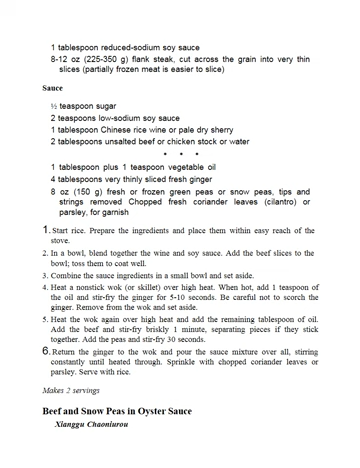 1 tablespoon reduced-sodium soy sauce
8-12 oz (225-350 g) flank steak, cut across the grain into very thin
slices (partially frozen meat is easier to slice)
Sauce
½ teaspoon sugar
2 teaspoons low-sodium soy sauce
1 tablespoon Chinese rice wine or pale dry sherry
2 tablespoons unsalted beef or chicken stock or water
* * *
1 tablespoon plus 1 teaspoon vegetable oil
4 tablespoons very thinly sliced fresh ginger
8 oz (150 g) fresh or frozen green peas or snow peas, tips and
strings removed Chopped fresh coriander leaves (cilantro) or
parsley, for garnish
1. Start rice. Prepare the ingredients and place them within easy reach of the
stove.
2. In a bowl, blend together the wine and soy sauce. Add the beef slices to the
bowl; toss them to coat well.
3. Combine the sauce ingredients in a small bowl and set aside.
4. Heat a nonstick wok (or skillet) over high heat. When hot, add 1 teaspoon of
the oil and stir-fry the ginger for 5-10 seconds. Be careful not to scorch the
ginger. Remove from the wok and set aside.
5. Heat the wok again over high heat and add the remaining tablespoon of oil.
Add the beef and stir-fry briskly 1 minute, separating pieces if they stick
together. Add the peas and stir-fry 30 seconds.
6. Return the ginger to the wok and pour the sauce mixture over all, stirring
constantly until heated through. Sprinkle with chopped coriander leaves or
parsley. Serve with rice.
Makes 2 servings
Beef and Snow Peas in Oyster Sauce
Xianggu Chaoniurou